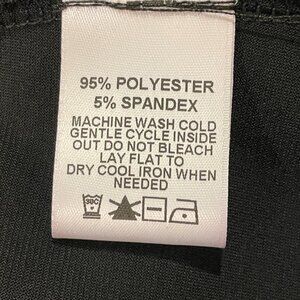 95% POLYESTER
5% SPANDEX
MACHINE WASH COLD
GENTLE CYCLE INSIDE
OUT DO NOT BLEACH
LAY FLAT TO
DRY COOL IRON WHEN
NEEDED
30C